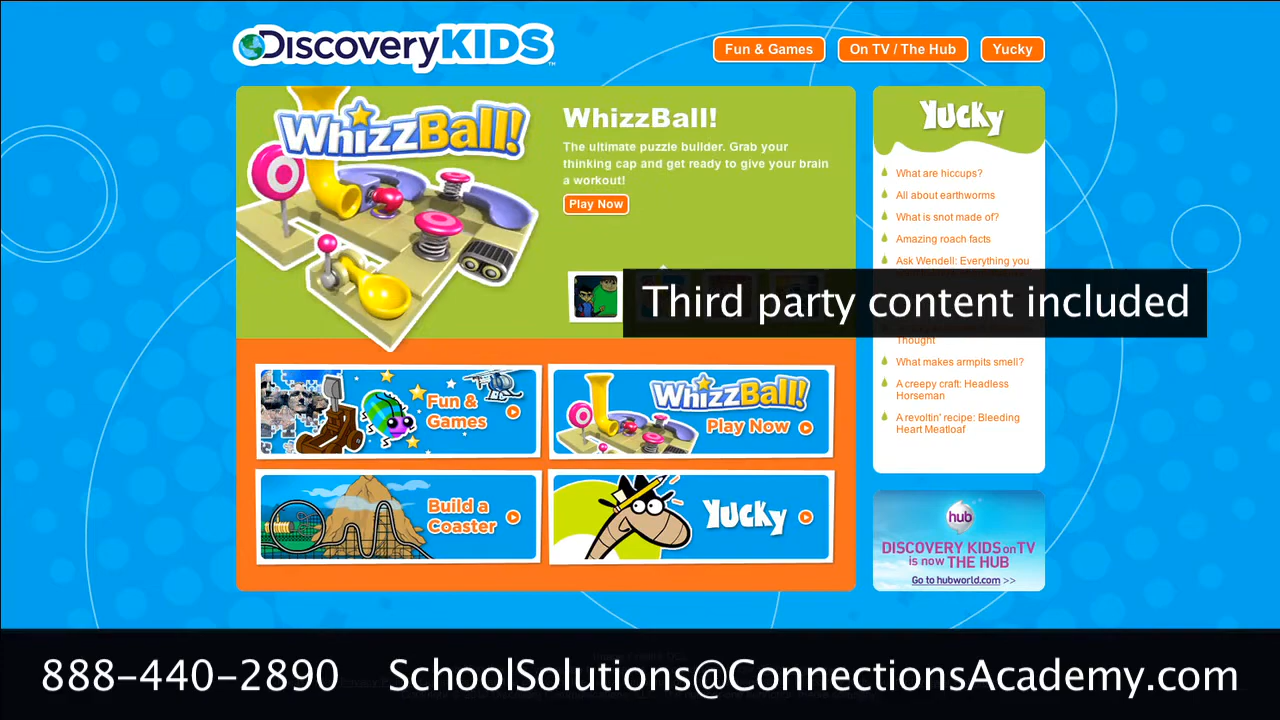 DISCOVERY KIDS™
Fun & Games
On TV / The Hub
Yucky
WHIZZBALL!
WhizzBall!
The ultimate puzzle builder. Grab your
thinking cap and get ready to give your brain
a workout!
Play Now
YUCKY
What are hiccups?
All about earthworms
What is snot made of?
Amazing roach facts
Ask Wendell: Everything you
Third party content included
Thought
What makes armpits smell?
A creepy craft: Headless
Horseman
A revoltin' recipe: Bleeding
Heart Meatloaf
Fun &
Games
WHIZZBALL!
Play Now
Build a
Coaster
YUCKY
hub
DISCOVERY KIDS on TV
is now THE HUB
Go to hubworld.com >>
888-440-2890 SchoolSolutions@ConnectionsAcademy.com